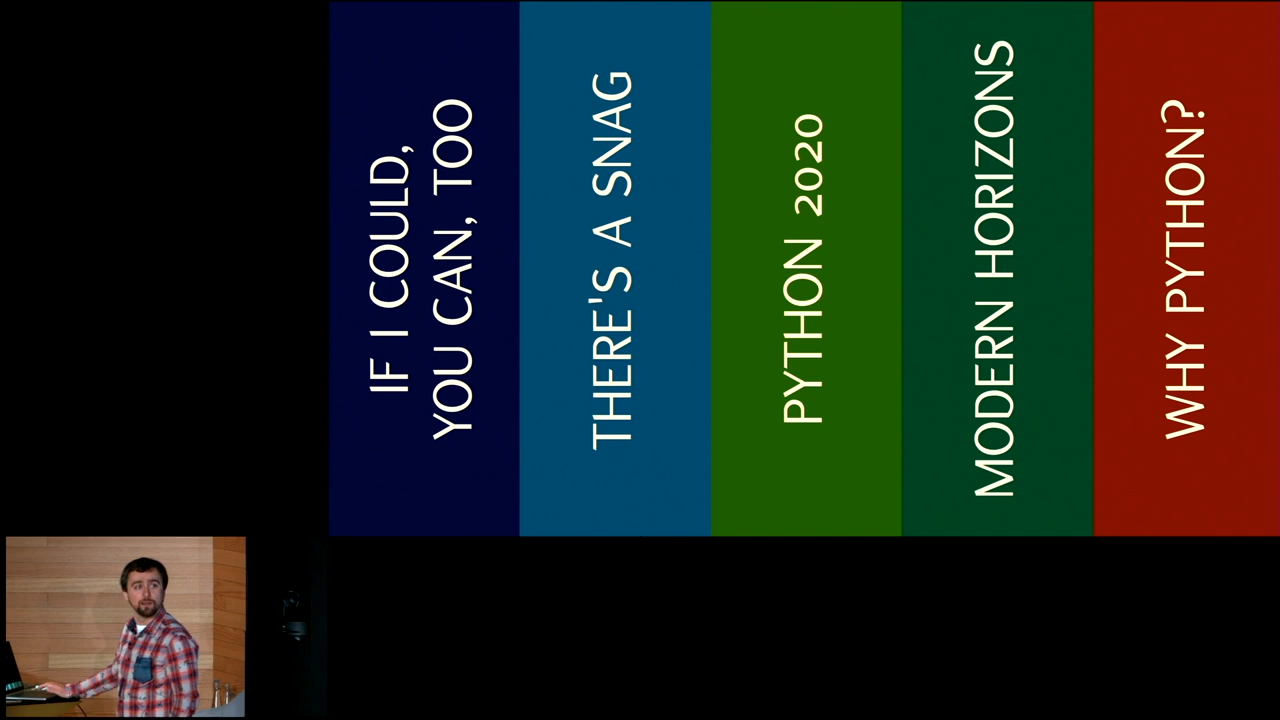 IF I COULD,
YOU CAN, TOO
THERE'S A SNAG
PYTHON 2020
MODERN HORIZONS
WHY PYTHON?